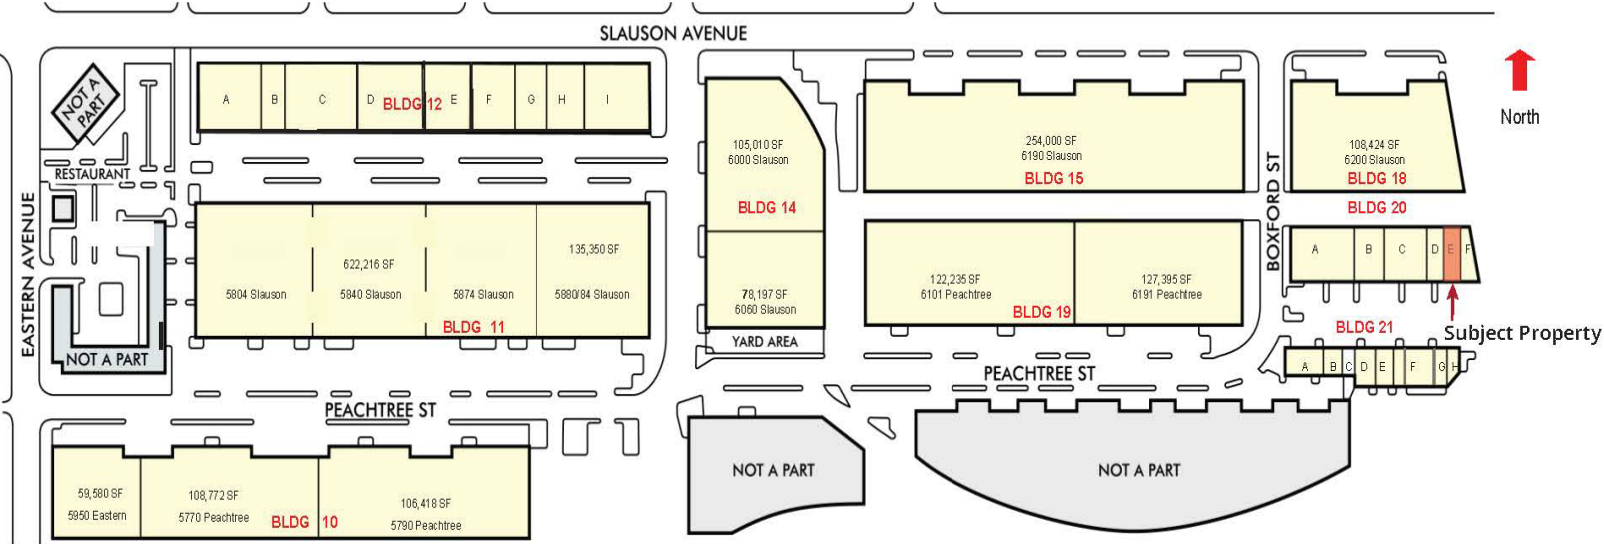 SLAUSON AVENUE
North
NOT A
PART
A B C D BLDG 12 E F G H I
105,010 SF
6000 Slauson
BLDG 14
78,197 SF
6060 Slauson
YARD AREA
254,000 SF
6190 Slauson
BLDG 15
108,424 SF
6200 Slauson
BLDG 18
BLDG 20
A B C D E F
BOXFORD ST
RESTAURANT
EASTERN AVENUE
NOT A PART
5804 Slauson
622,216 SF
5840 Slauson
5874 Slauson
135,350 SF
5880/84 Slauson
BLDG 11
122,235 SF
6101 Peachtree
BLDG 19
127,395 SF
6191 Peachtree
BLDG 21
Subject Property
A B C D E F G H
PEACHTREE ST
PEACHTREE ST
59,580 SF
5950 Eastern
108,772 SF
5770 Peachtree
BLDG 10
106,418 SF
5790 Peachtree
NOT A PART
NOT A PART